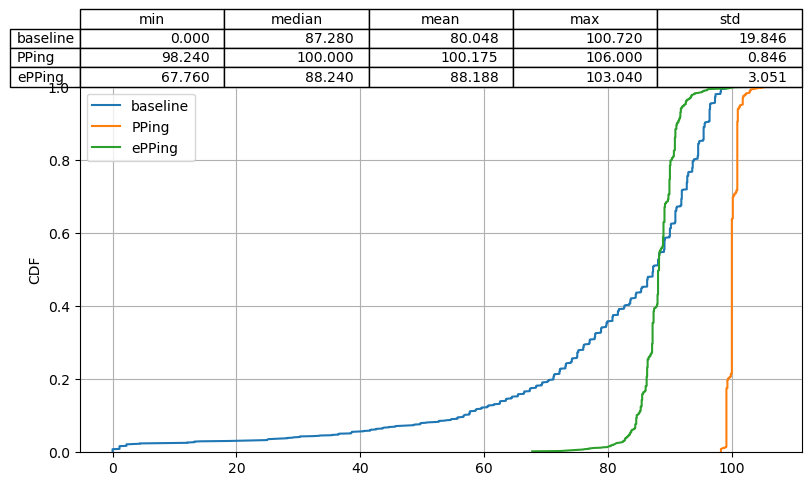 min median mean max std
baseline 0.000 87.280 80.048 100.720 19.846
PPing 98.240 100.000 100.175 106.000 0.846
ePPing 67.760 88.240 88.188 103.040 3.051
1.0
baseline
PPing
ePPing
0.8
0.6
CDF
0.4
0.2
0.0
0 20 40 60 80 100